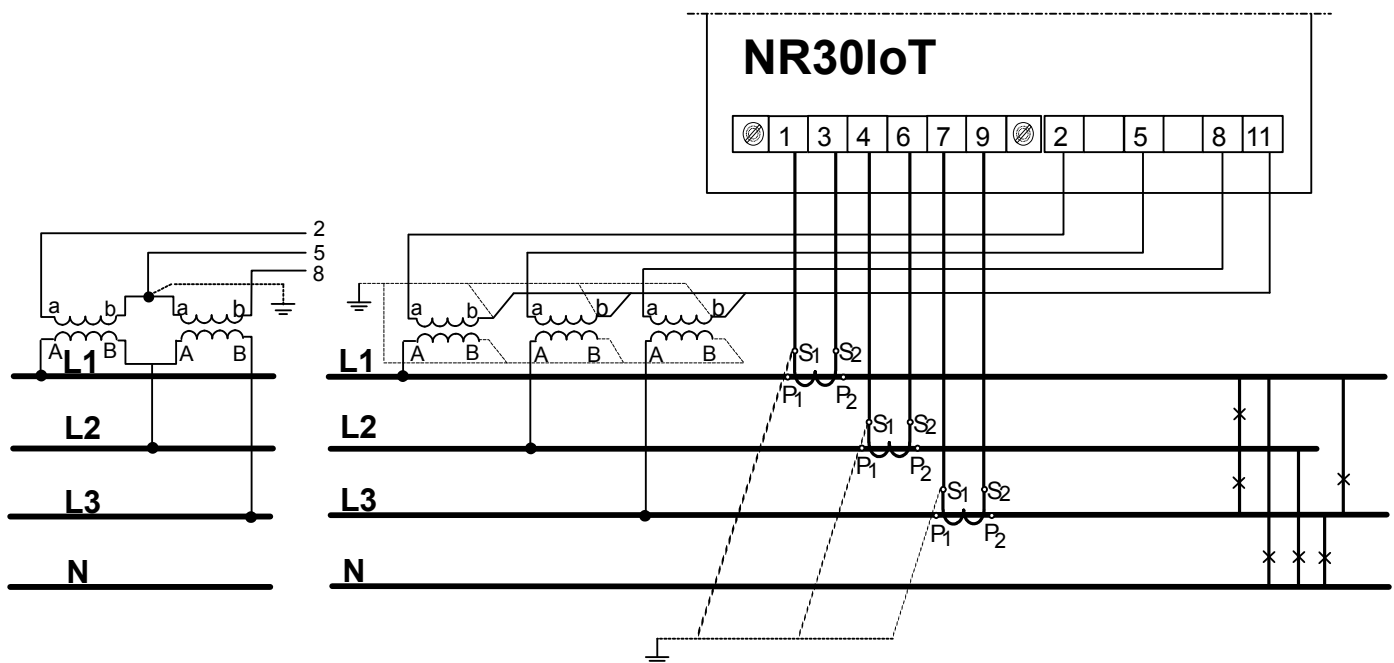 NR30IoT
1 3 4 6 7 9 2 5 8 11
2
5
8
a b a b
A B A B
a b a b a b
A B A B A B
L1
L2
L3
N
L1
L2
L3
N
S1 S2
P1 P2
S1 S2
P1 P2
S1 S2
P1 P2